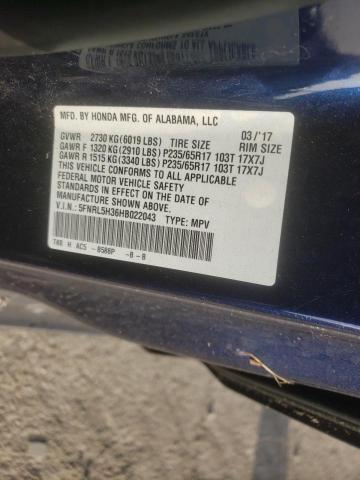 MFD. BY HONDA MFG. OF ALABAMA, LLC 03/'17
GVWR 2730 KG(6019 LBS) TIRE SIZE RIM SIZE
GAWR F 1320 KG(2910 LBS) P235/65R17 103T 17X7J
GAWR R 1515 KG(3340 LBS) P235/65R17 103T 17X7J
THIS VEHICLE CONFORMS TO ALL APPLICABLE
FEDERAL MOTOR VEHICLE SAFETY
STANDARDS IN EFFECT ON THE DATE OF
MANUFACTURE SHOWN ABOVE.
V.I.N.: 5FNRL5H36HB022043 TYPE: MPV
H AC5 -B588P -B-B